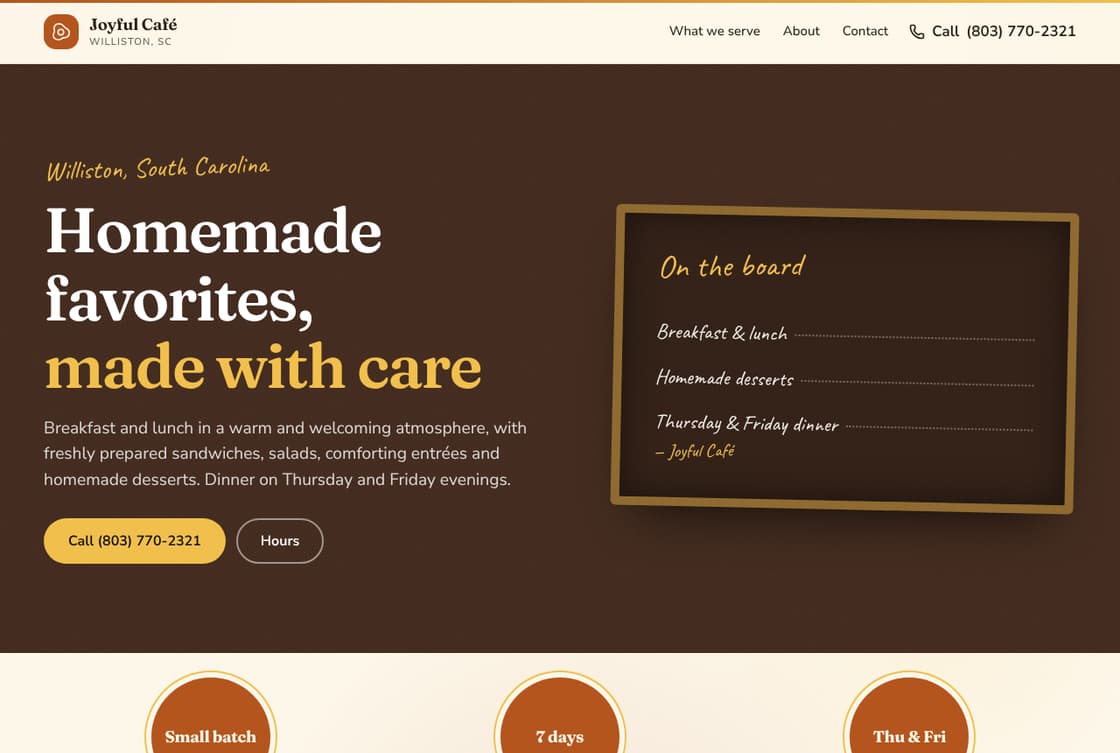 Joyful Café
WILLISTON, SC
What we serve
About
Contact
Call (803) 770-2321
Williston, South Carolina
Homemade
favorites,
made with care
Breakfast and lunch in a warm and welcoming atmosphere, with
freshly prepared sandwiches, salads, comforting entrées and
homemade desserts. Dinner on Thursday and Friday evenings.
Call (803) 770-2321
Hours
On the board
Breakfast & lunch
Homemade desserts
Thursday & Friday dinner
– Joyful Café
Small batch
7 days
Thu & Fri